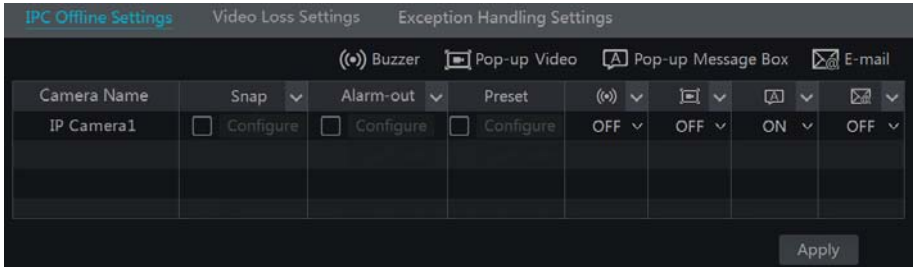 IPC Offline Settings Video Loss Settings Exception Handling Settings
Buzzer Pop-up Video Pop-up Message Box E-mail
Camera Name Snap Alarm-out Preset
IP Camera1 Configure Configure Configure OFF OFF ON OFF
Apply